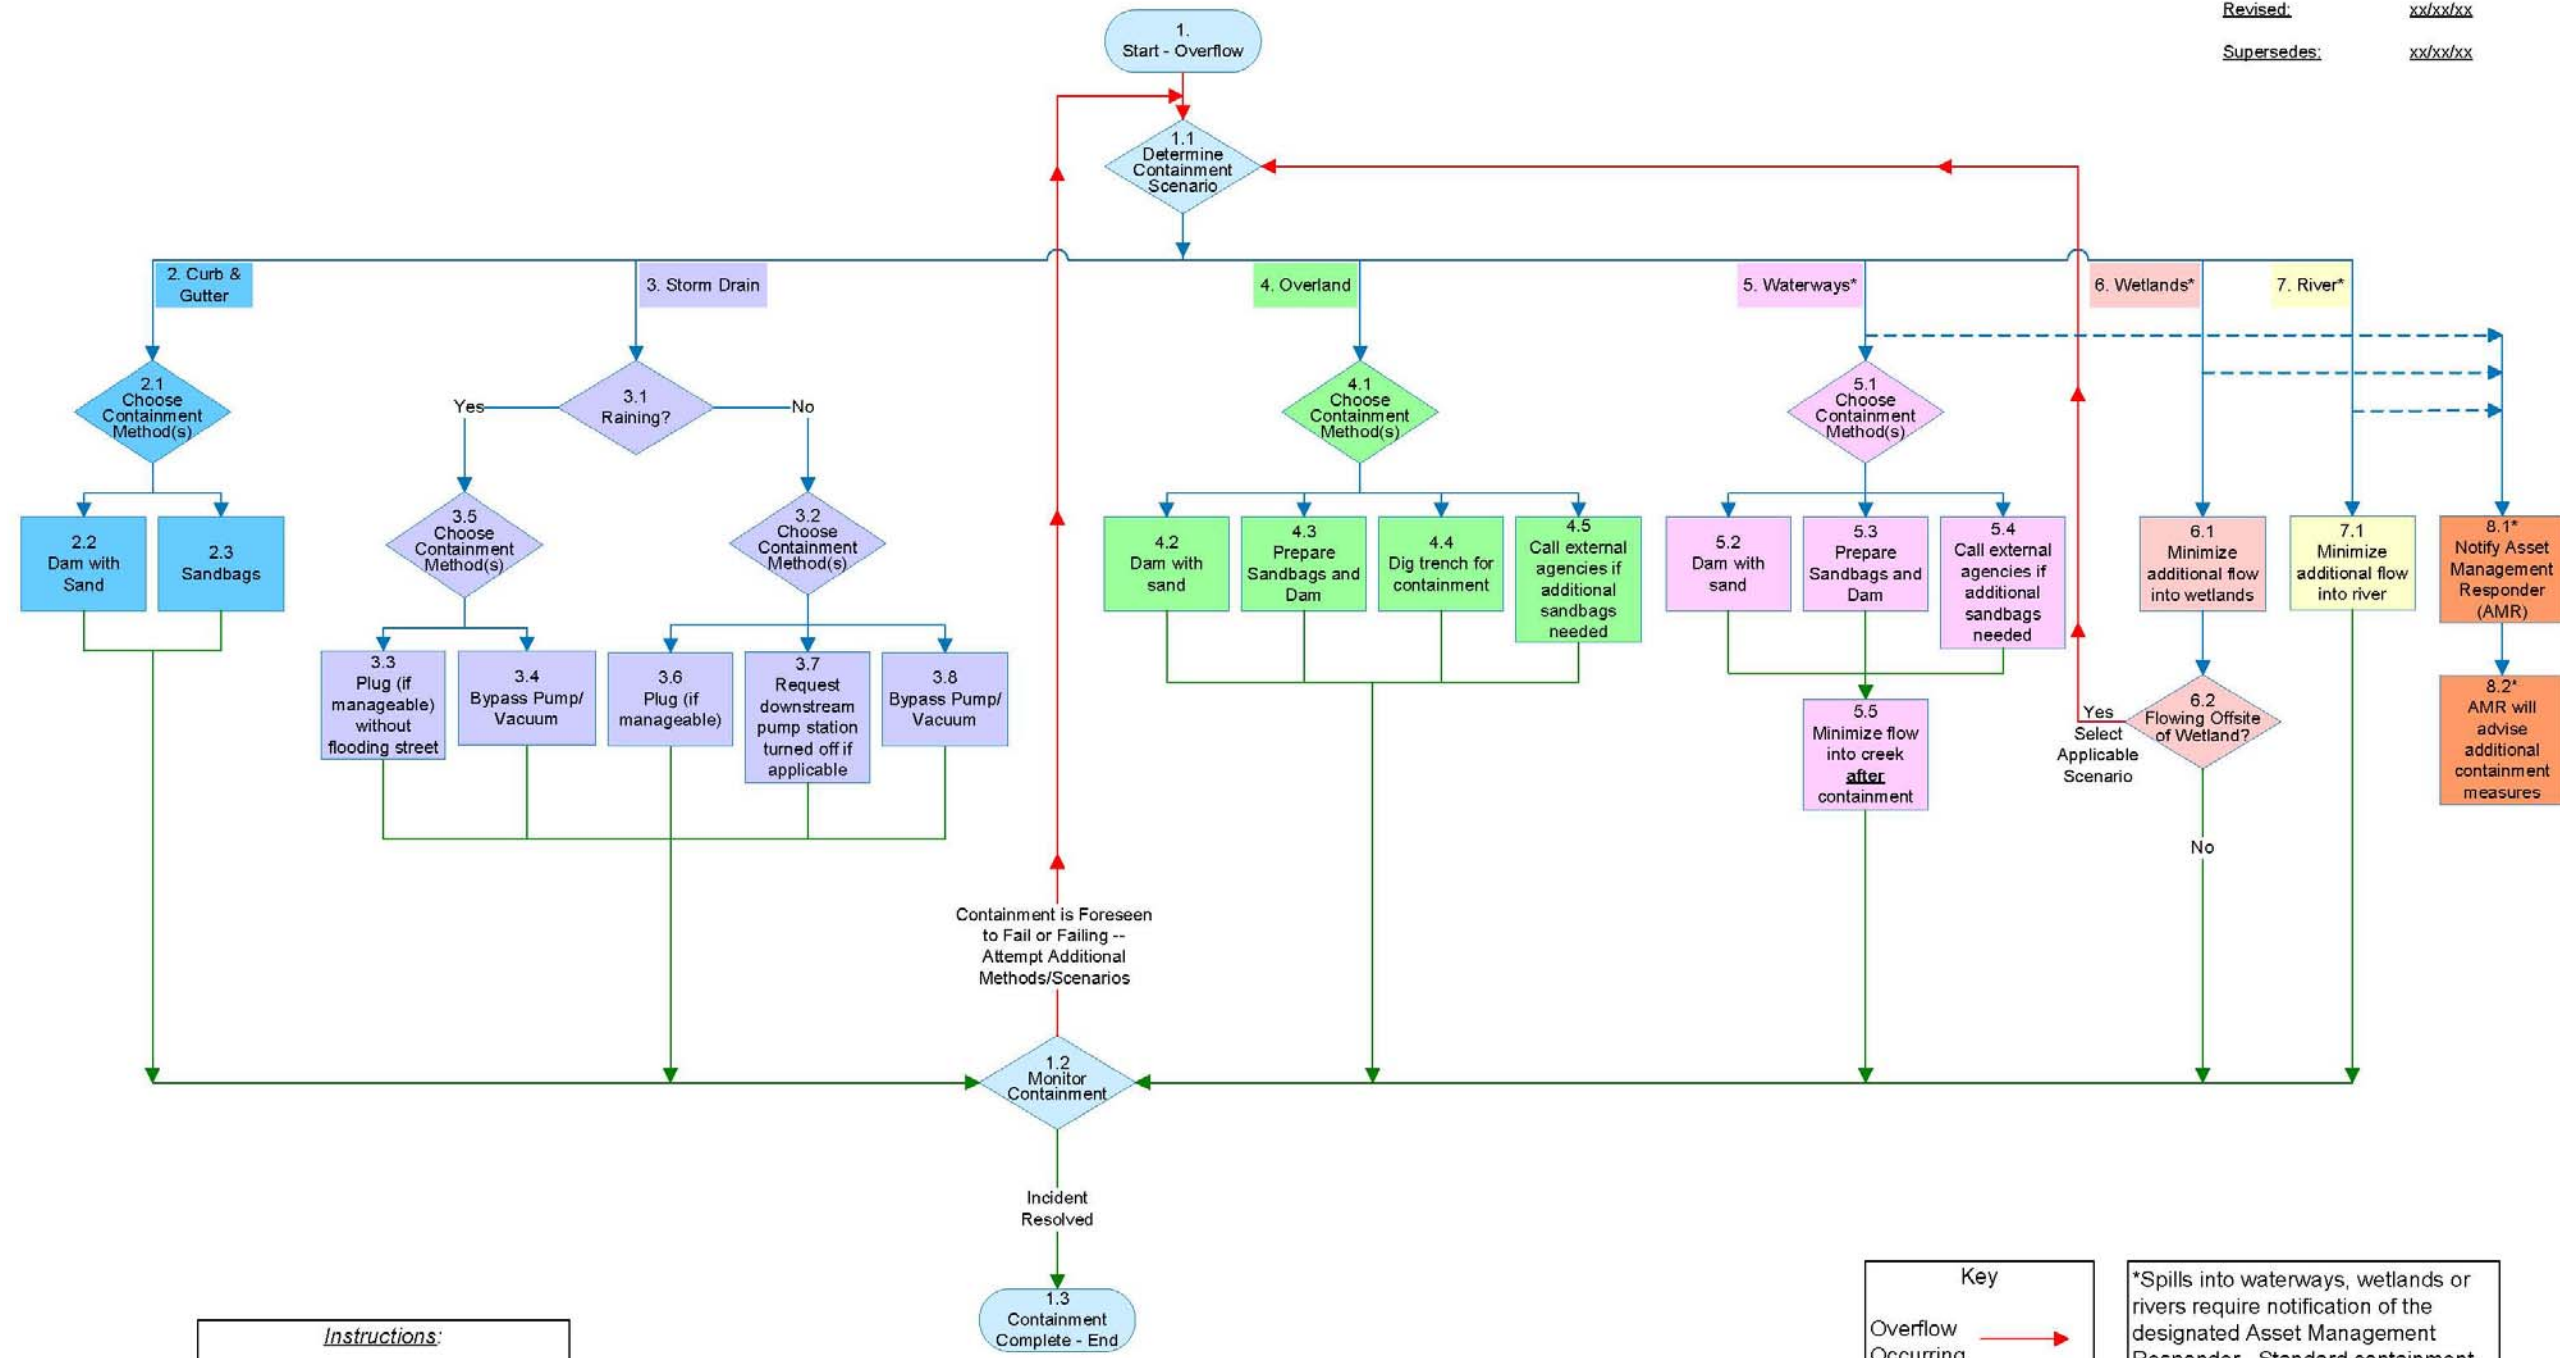 Revised: xx/xx/xx
Supersedes: xx/xx/xx
1.
Start - Overflow
1.1
Determine
Containment
Scenario
2. Curb &
Gutter
3. Storm Drain
4. Overland
5. Waterways*
6. Wetlands*
7. River*
2.1
Choose
Containment
Method(s)
Yes
3.1
Raining?
No
4.1
Choose
Containment
Method(s)
5.1
Choose
Containment
Method(s)
2.2
Dam with
Sand
2.3
Sandbags
3.5
Choose
Containment
Method(s)
3.2
Choose
Containment
Method(s)
4.2
Dam with
sand
4.3
Prepare
Sandbags and
Dam
4.4
Dig trench for
containment
4.5
Call external
agencies if
additional
sandbags
needed
5.2
Dam with
sand
5.3
Prepare
Sandbags and
Dam
5.4
Call external
agencies if
additional
sandbags
needed
6.1
Minimize
additional flow
into wetlands
7.1
Minimize
additional flow
into river
8.1*
Notify Asset
Management
Responder
(AMR)
3.3
Plug (if
manageable)
without
flooding street
3.4
Bypass Pump/
Vacuum
3.6
Plug (if
manageable)
3.7
Request
downstream
pump station
turned off if
applicable
3.8
Bypass Pump/
Vacuum
5.5
Minimize flow
into creek
after
containment
Yes
Select
Applicable
Scenario
6.2
Flowing Offsite
of Wetland?
8.2*
AMR will
advise
additional
containment
measures
No
Containment is Foreseen
to Fail or Failing --
Attempt Additional
Methods/Scenarios
1.2
Monitor
Containment
Incident
Resolved
1.3
Containment
Complete - End
Instructions:
Key
Overflow
Occurring
*Spills into waterways, wetlands or
rivers require notification of the
designated Asset Management
Responder. Standard containment